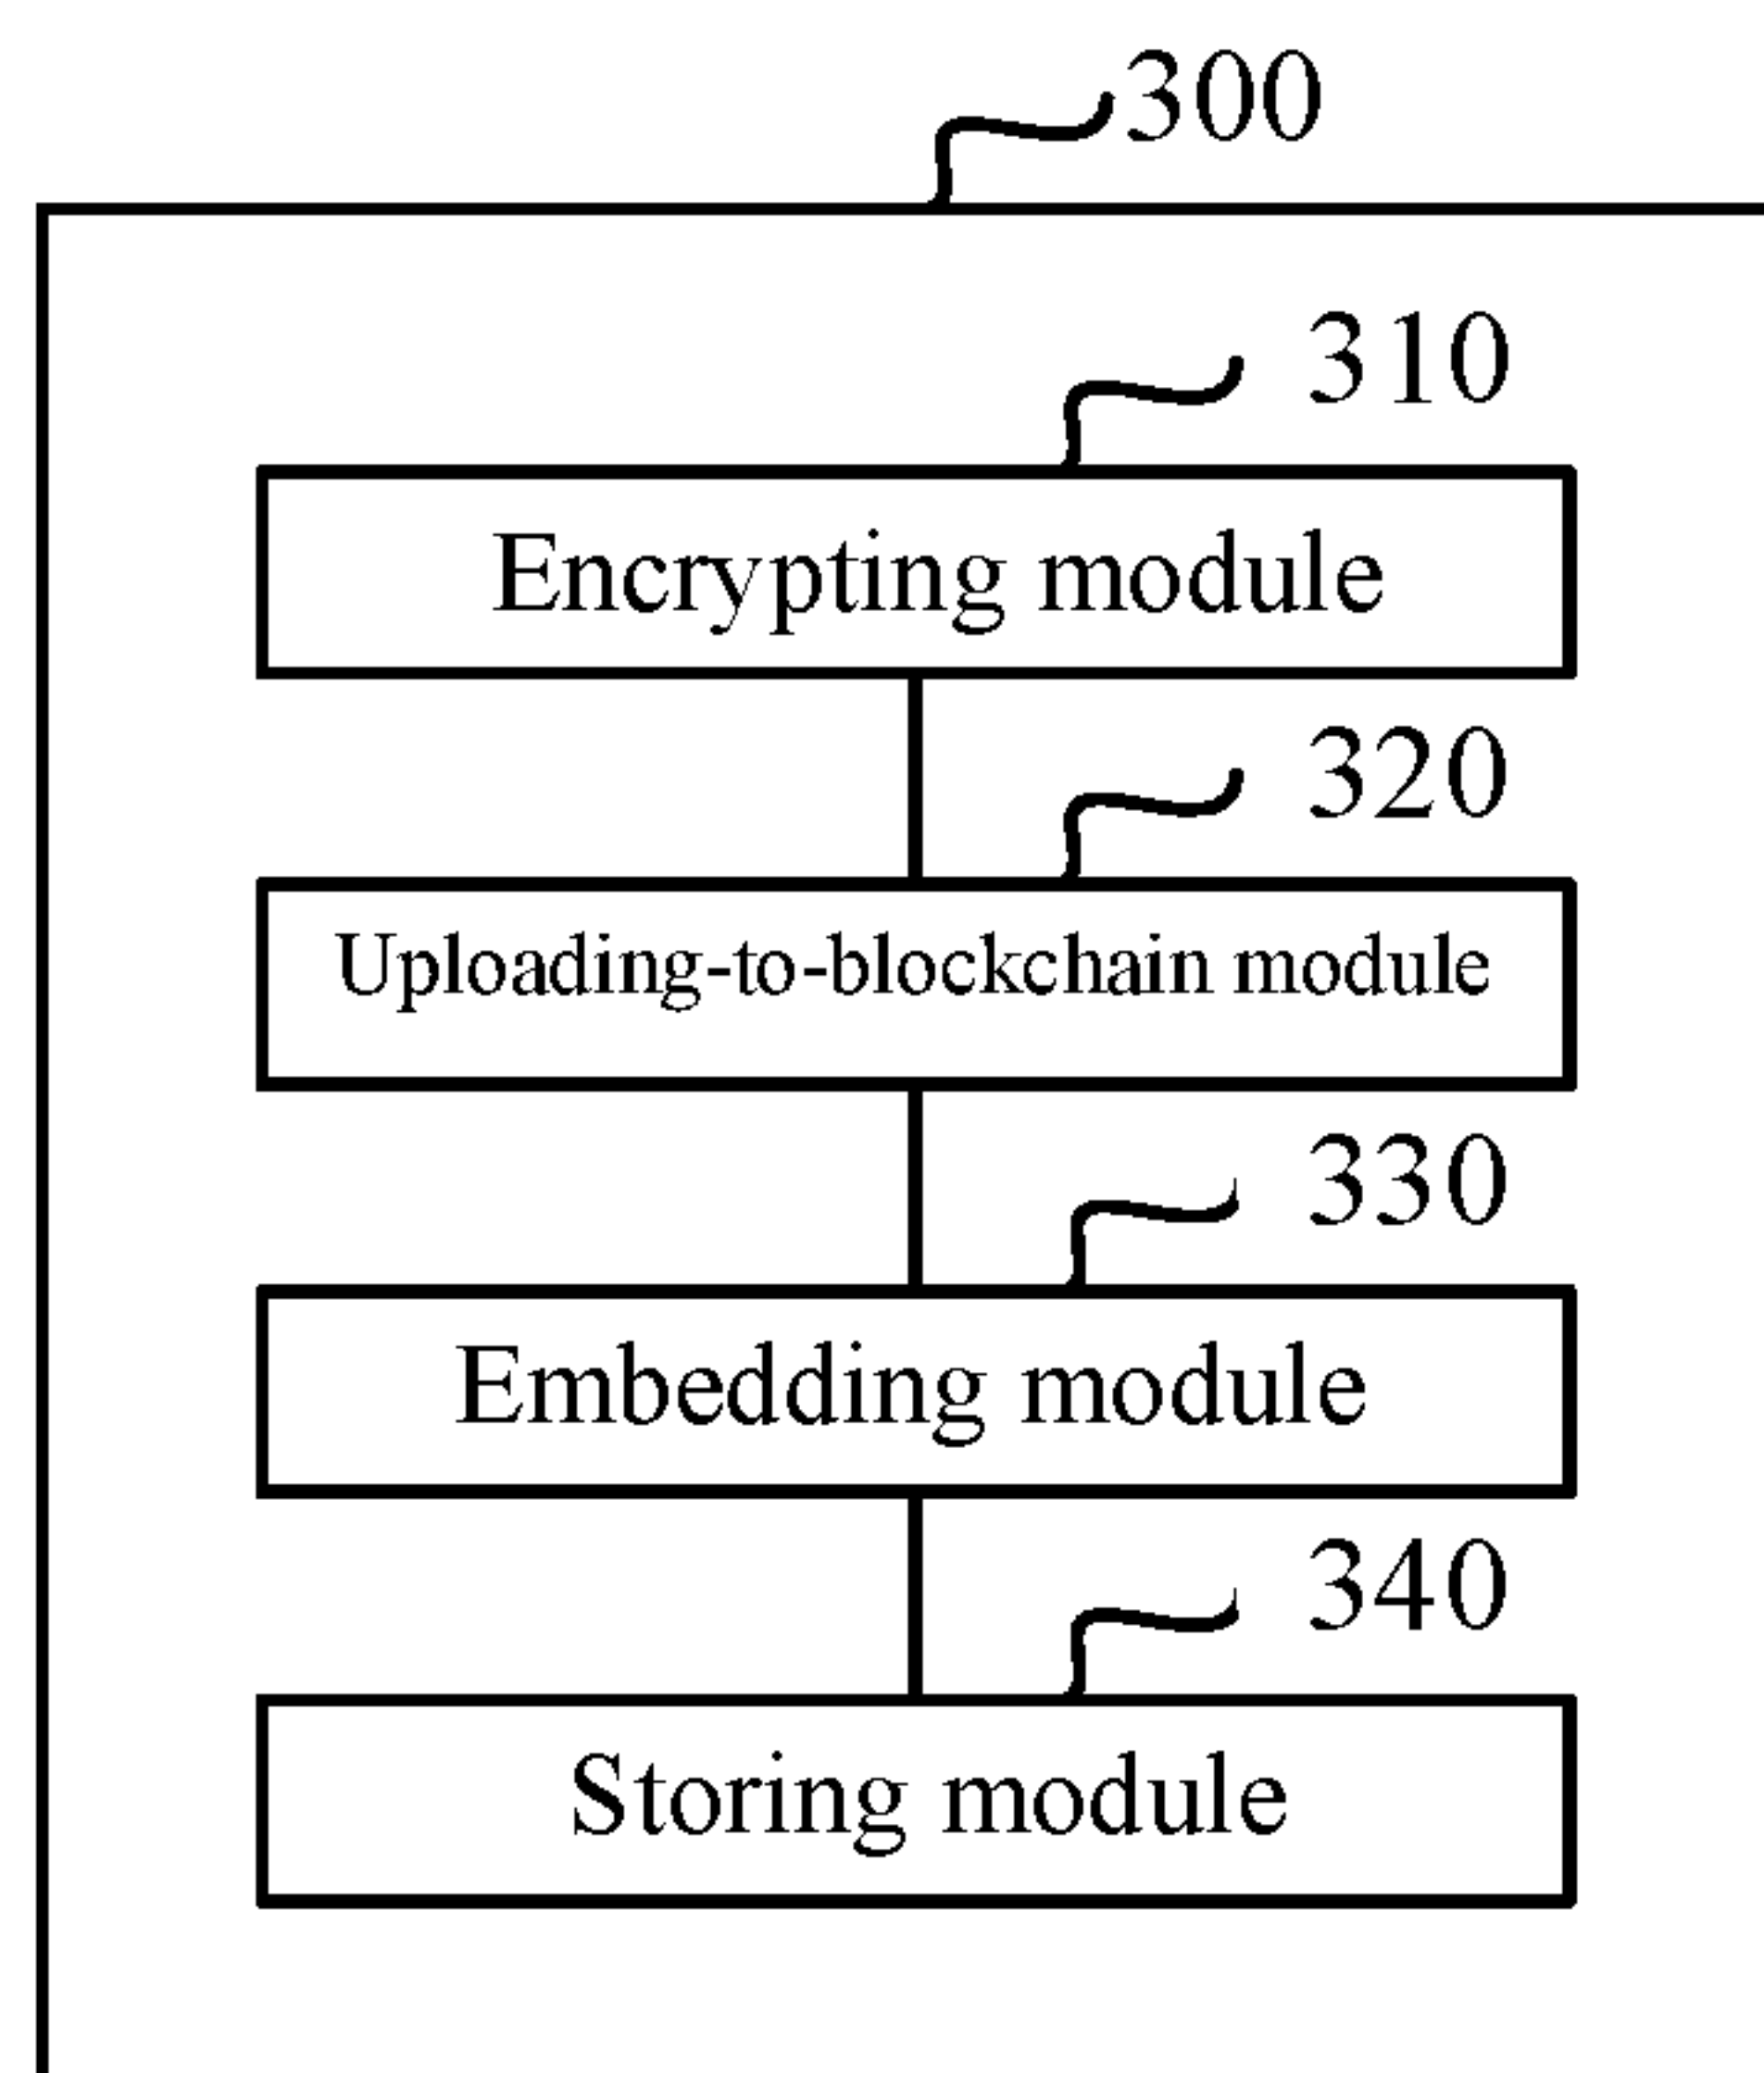 300
310
Encrypting module
320
Uploading-to-blockchain module
330
Embedding module
340
Storing module